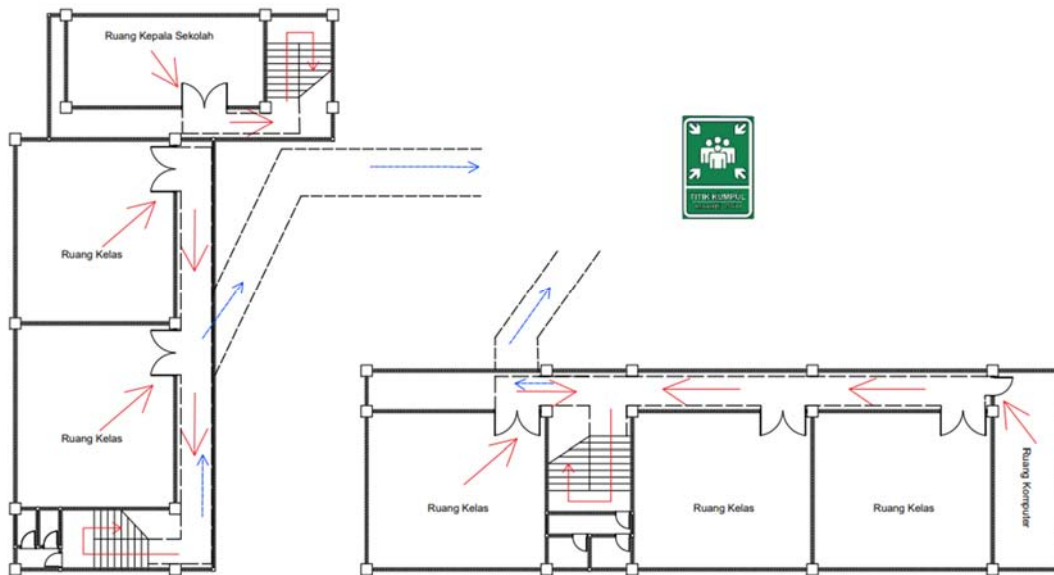 Ruang Kepala Sekolah
Ruang Kelas
Ruang Kelas
TITIK KUMPUL
Ruang Kelas
Ruang Kelas
Ruang Kelas
Ruang Komputer